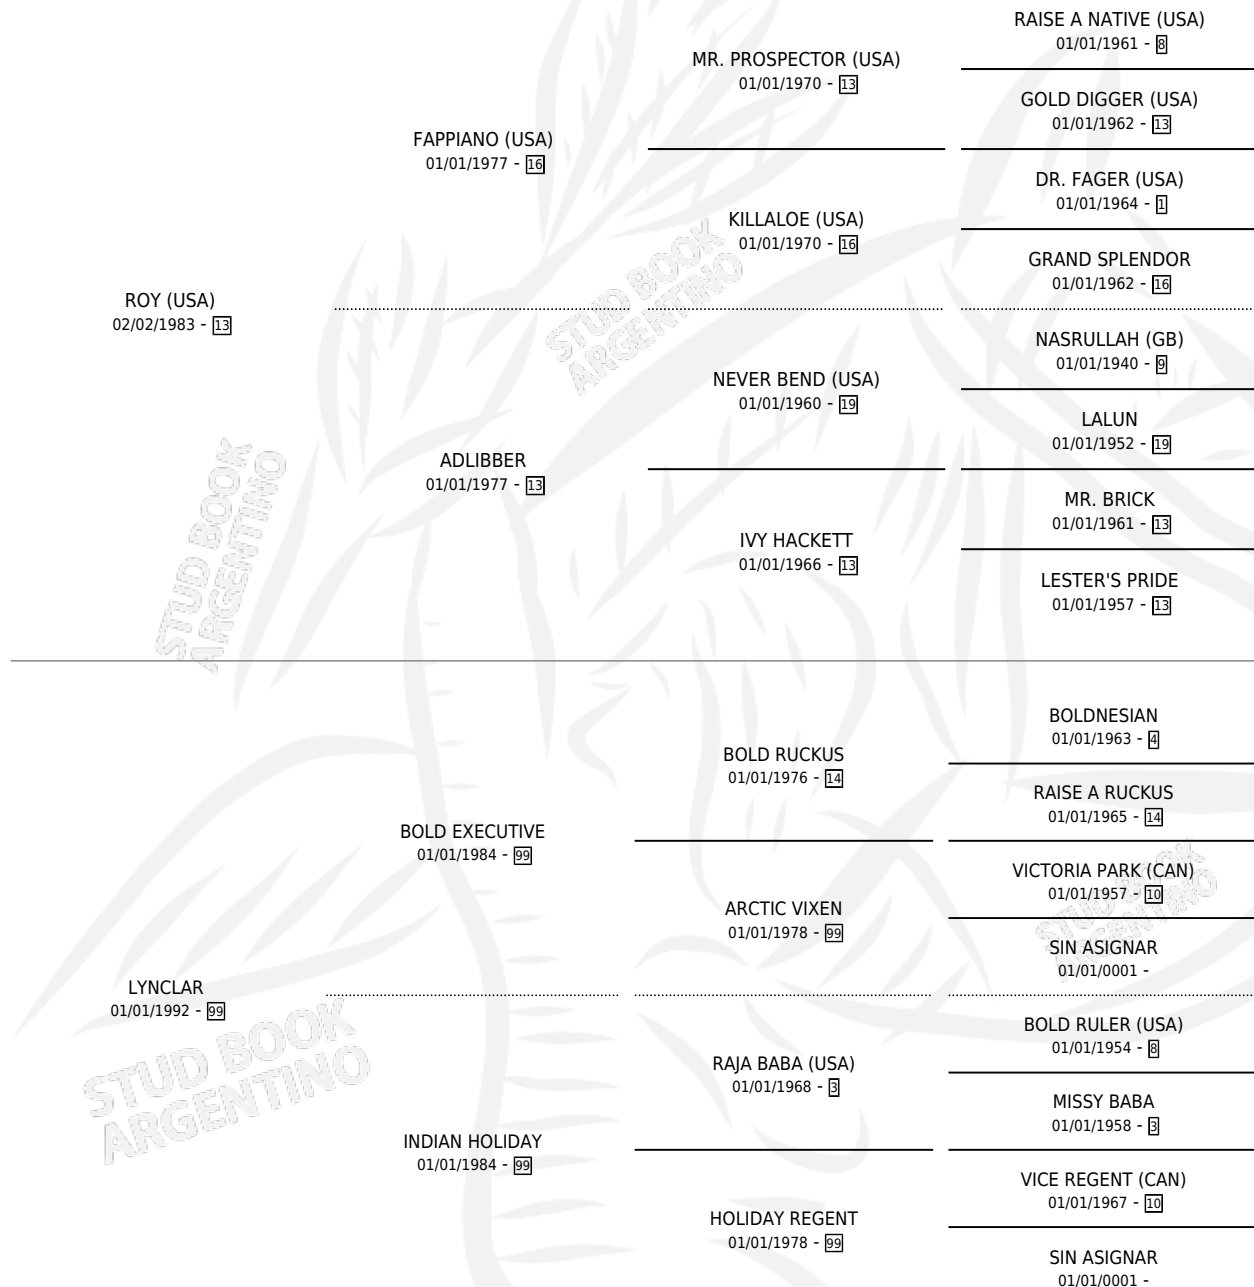 RAISE A NATIVE (USA)
01/01/1961 - 8
MR. PROSPECTOR (USA)
01/01/1970 - 13
GOLD DIGGER (USA)
01/01/1962 - 13
FAPPIANO (USA)
01/01/1977 - 16
DR. FAGER (USA)
01/01/1964 - 1
KILLALOE (USA)
01/01/1970 - 16
GRAND SPLENDOR
01/01/1962 - 16
ROY (USA)
02/02/1983 - 13
NASRULLAH (GB)
01/01/1940 - 9
NEVER BEND (USA)
01/01/1960 - 19
LALUN
01/01/1952 - 19
ADLIBBER
01/01/1977 - 13
MR. BRICK
01/01/1961 - 13
IVY HACKETT
01/01/1966 - 13
LESTER'S PRIDE
01/01/1957 - 13
BOLDNESIAN
01/01/1963 - 4
BOLD RUCKUS
01/01/1976 - 14
RAISE A RUCKUS
01/01/1965 - 14
BOLD EXECUTIVE
01/01/1984 - 99
VICTORIA PARK (CAN)
01/01/1957 - 10
ARCTIC VIXEN
01/01/1978 - 99
SIN ASIGNAR
01/01/0001 -
LYNCLAR
01/01/1992 - 99
BOLD RULER (USA)
01/01/1954 - 8
RAJA BABA (USA)
01/01/1968 - 3
MISSY BABA
01/01/1958 - 3
INDIAN HOLIDAY
01/01/1984 - 99
VICE REGENT (CAN)
01/01/1967 - 10
HOLIDAY REGENT
01/01/1978 - 99
SIN ASIGNAR
01/01/0001 -
STUD BOOK
ARGENTINO
STUD BOOK
ARGENTINO
STUD BOOK
ARGENTINO
STUD BOOK
ARGENTINO